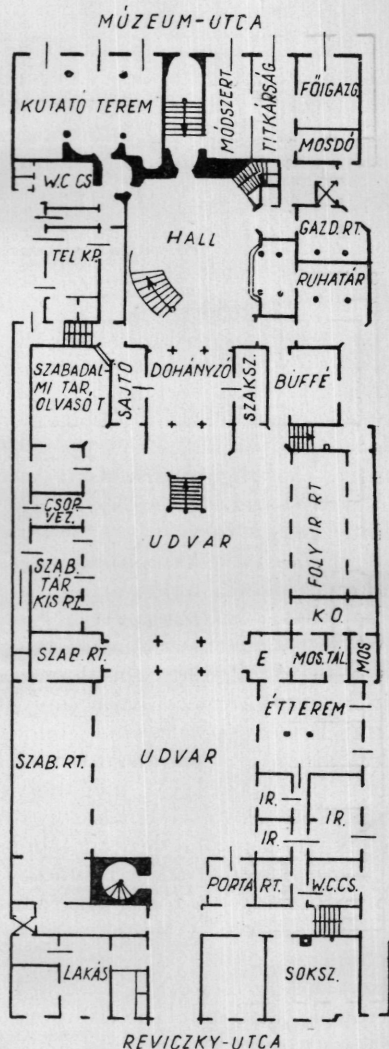 MÚZEUM-UTCA
KUTATÓ TEREM
MÓDSZERT
TITKÁRSÁG
FŐIGAZG.
MOSDÓ
W.C CS.
HALL
GAZD. RT.
TEL KP.
RUHATÁR
SZABADAL-
MI TÁR,
OLVASÓ T
SAJTÓ
DOHÁNYZÓ
SZAKSZ.
BÜFFÉ
CSOP.
VEZ.
UDVAR
FOLY IR RT
SZAB.
TÁR
KIS RT.
K Ö.
SZAB. RT.
E
MOS.TÁL.
MOS
ÉTTEREM
SZAB. RT.
UDVAR
IR.
IR.
IR.
PORTA
RT.
W.C.CS.
LAKÁS
SOKSZ.
REVICZKY-UTCA